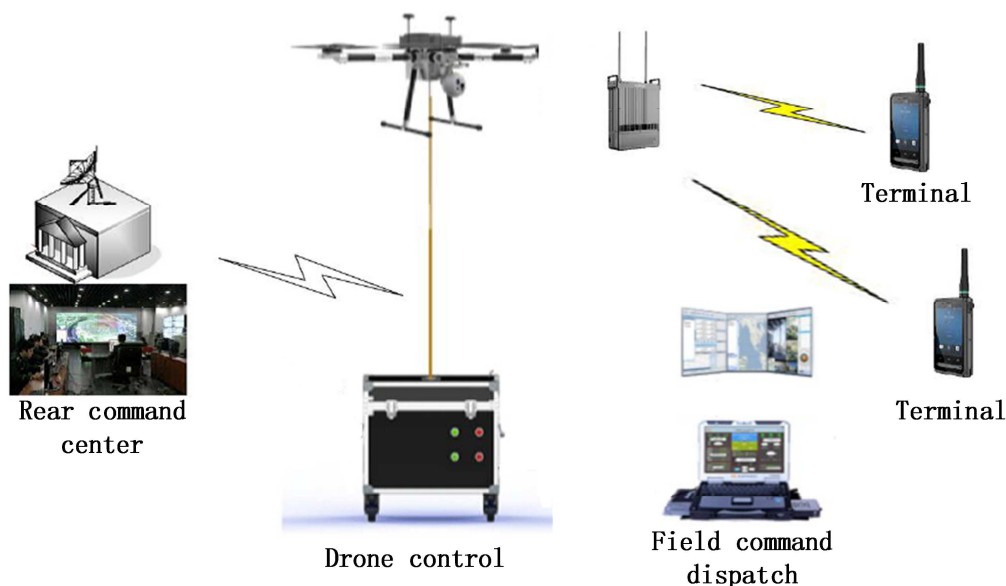 Terminal
Terminal
Rear command
center
Drone control
Field command
dispatch